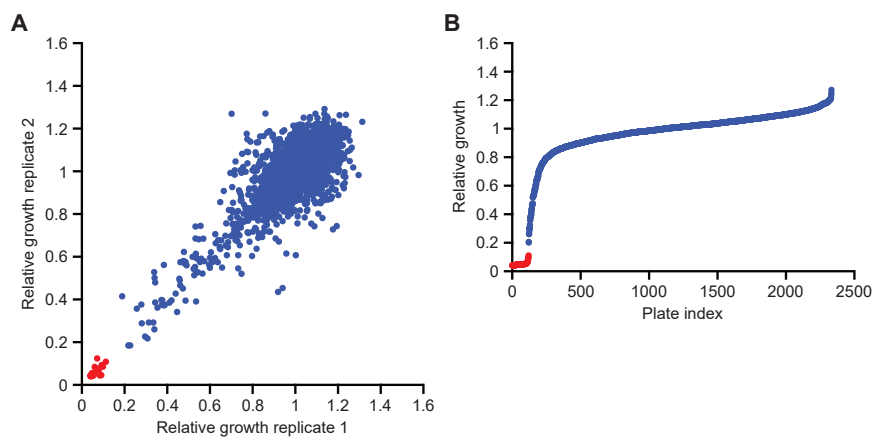 A
1.6
1.4
1.2
1
0.8
0.6
0.4
0.2
0
Relative growth replicate 2
0 0.2 0.4 0.6 0.8 1 1.2 1.4 1.6
Relative growth replicate 1
B
1.6
1.4
1.2
1
0.8
0.6
0.4
0.2
0
Relative growth
0 500 1000 1500 2000 2500
Plate index